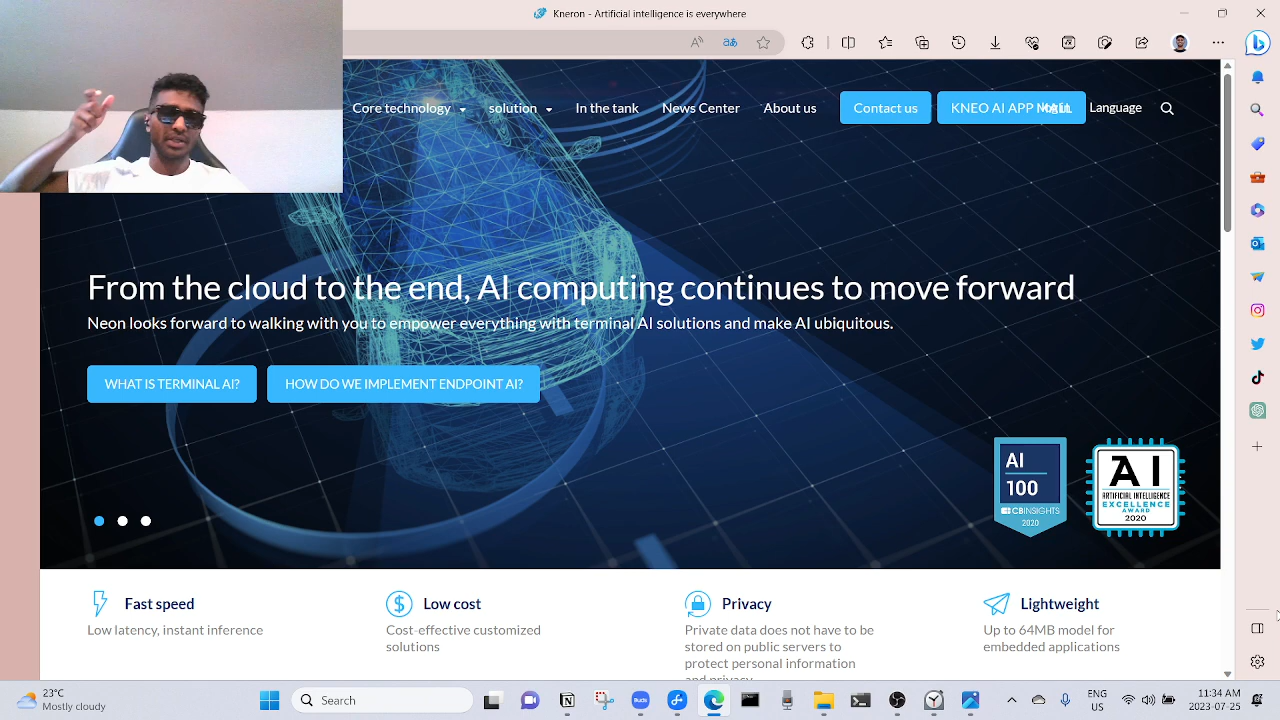 Kneron - Artificial intelligence is everywhere
Core technology
solution
In the tank
News Center
About us
Contact us
KNEO AI APP
Language
From the cloud to the end, AI computing continues to move forward
Neon looks forward to walking with you to empower everything with terminal AI solutions and make AI ubiquitous.
WHAT IS TERMINAL AI?
HOW DO WE IMPLEMENT ENDPOINT AI?
AI
100
CBINSIGHTS
2020
AI
ARTIFICIAL INTELLIGENCE
EXCELLENCE
AWARD
2020
Fast speed
Low latency, instant inference
Low cost
Cost-effective customized
solutions
Privacy
Private data does not have to be
stored on public servers to
protect personal information
and privacy
Lightweight
Up to 64MB model for
embedded applications
23°C
Mostly cloudy
Search
Buds
ENG
US
11:34 AM
2023-07-25